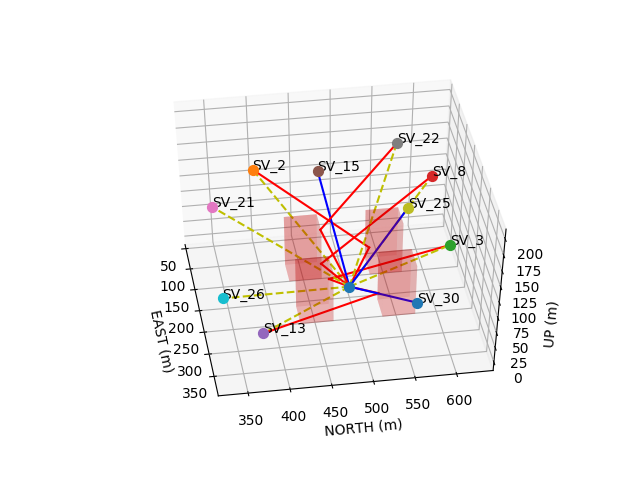 SV_22
SV_2
SV_15
SV_8
SV_21
SV_25
SV_3
SV_26
SV_30
SV_13
50
100
150
200
250
300
350
EAST (m)
350
400
450
500
550
600
NORTH (m)
200
175
150
125
100
75
50
25
0
UP (m)